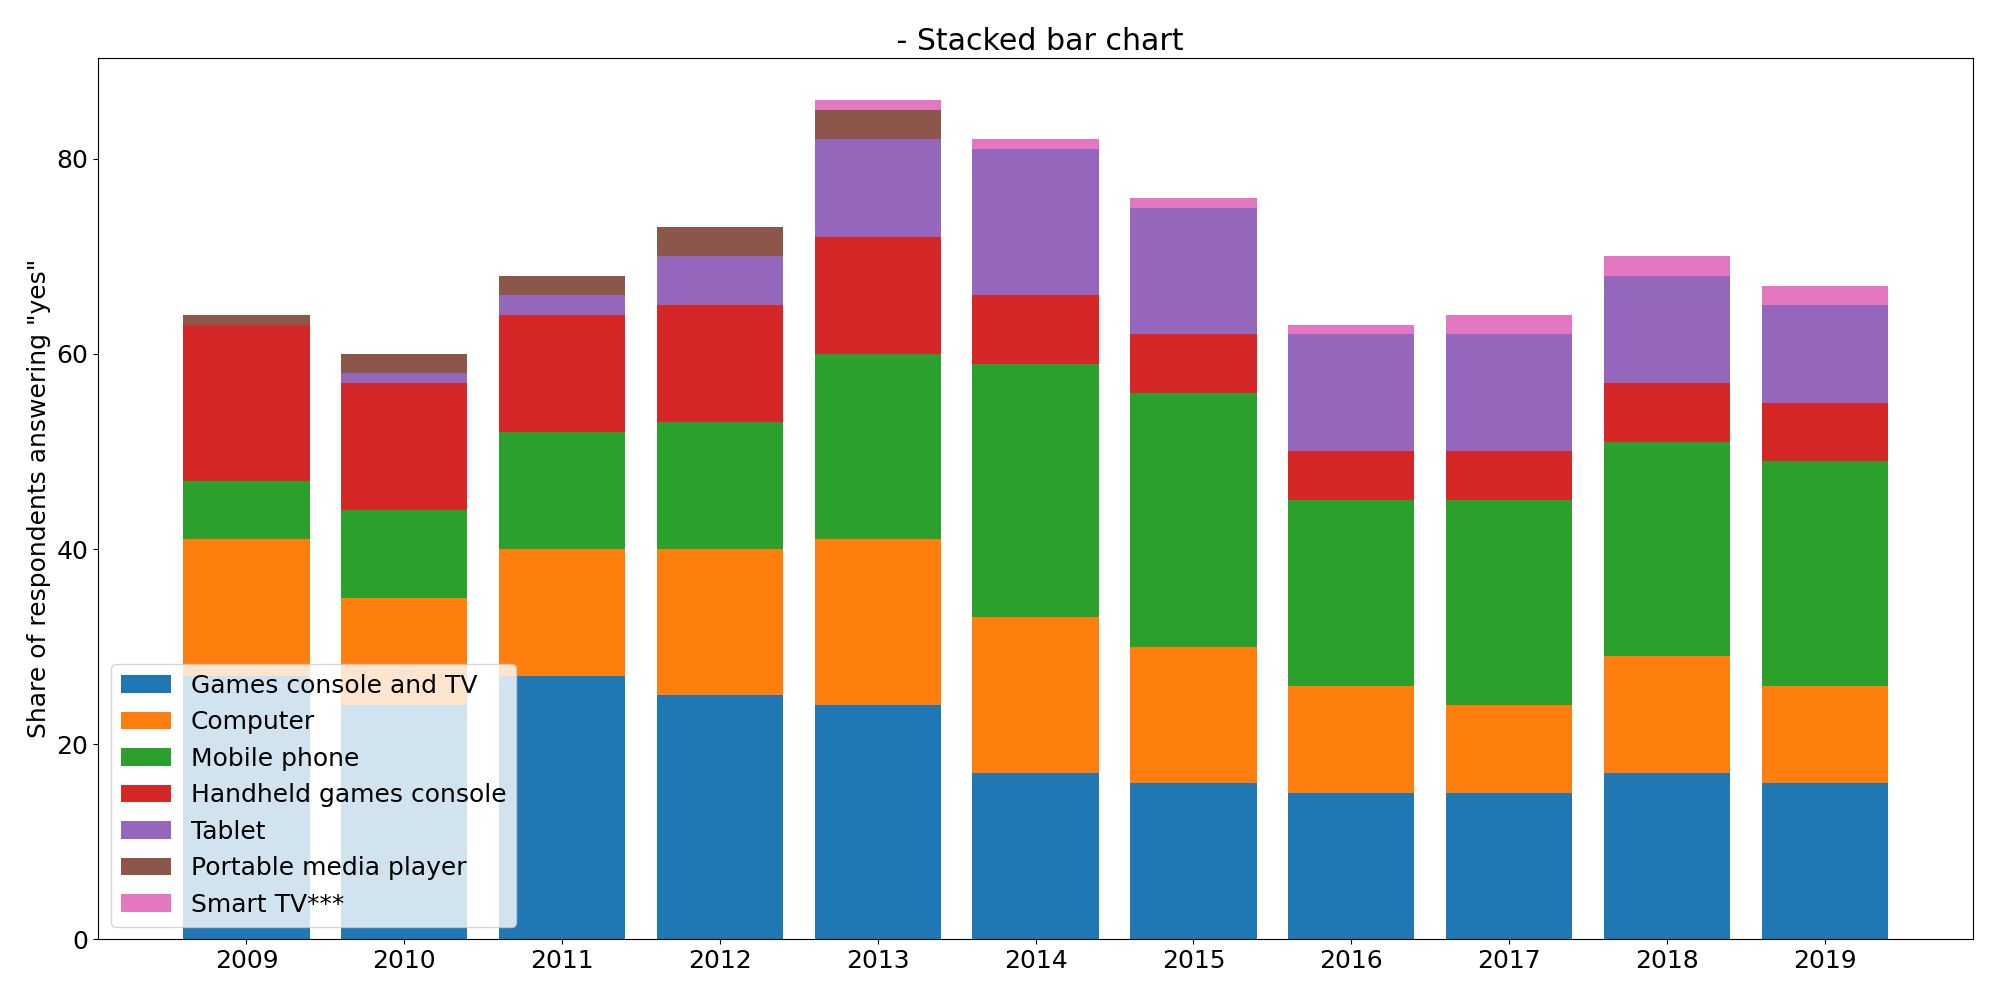 - Stacked bar chart
Share of respondents answering "yes"
80
60
40
20
0
Games console and TV
Computer
Mobile phone
Handheld games console
Tablet
Portable media player
Smart TV***
2009 2010 2011 2012 2013 2014 2015 2016 2017 2018 2019